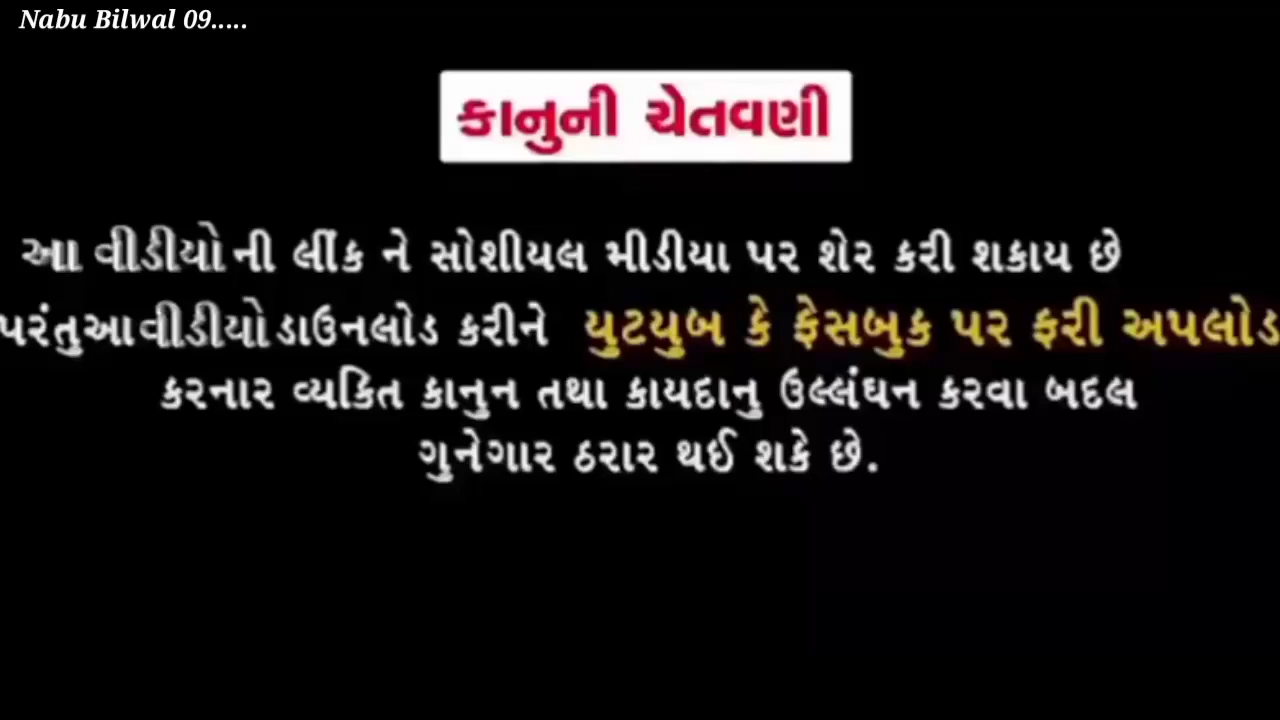 Nabu Bilwal 09.....
કાનુની ચેતવણી
આ વીડીયો ની લીંક ને સોશીયલ મીડીયા પર શેર કરી શકાય છે
પરંતુ આ વીડીયો ડાઉનલોડ કરીને યુટયુબ કે ફેસબુક પર ફરી અપલોડ
કરનાર વ્યકિત કાનુન તથા કાયદાનુ ઉલ્લંઘન કરવા બદલ
ગુનેગાર ઠરાર થઈ શકે છે.